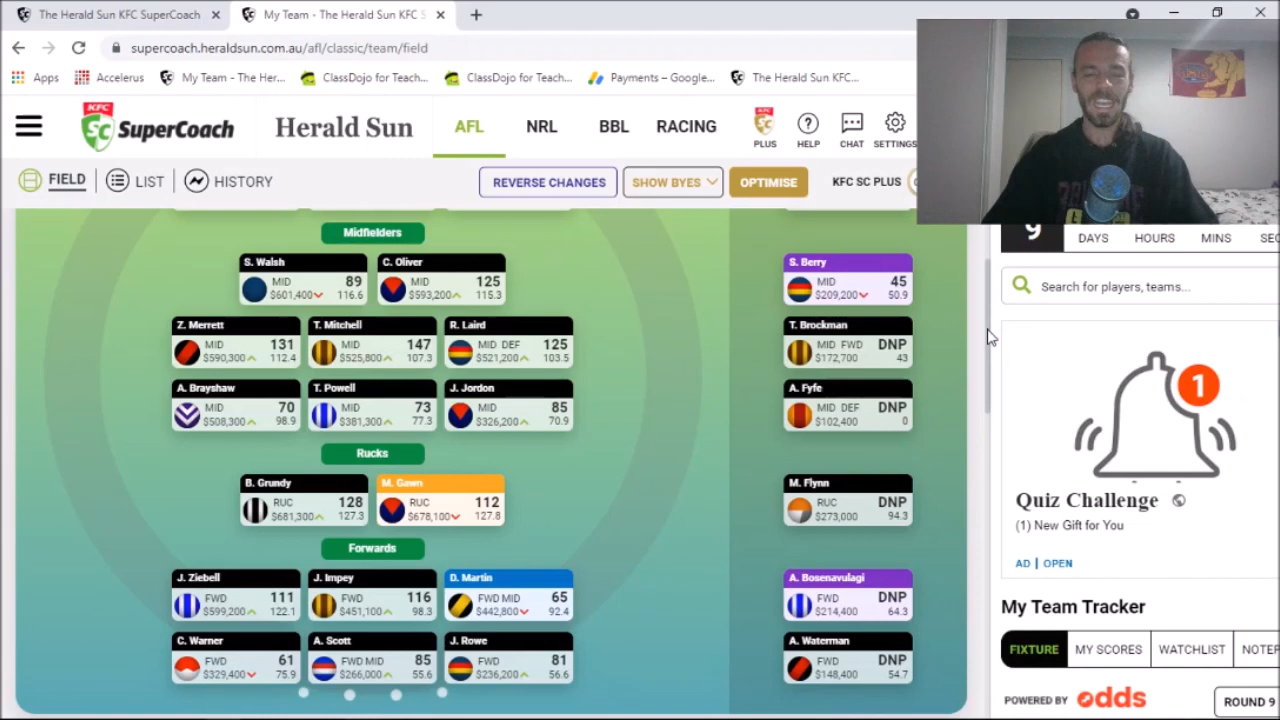 The Herald Sun KFC SuperCoach
My Team - The Herald Sun KFC S
supercoach.heraldsun.com.au/afl/classic/team/field
Apps
Accelerus
My Team - The Her...
ClassDojo for Teach...
ClassDojo for Teach...
Payments – Google...
The Herald Sun KFC...
KFC
SC SuperCoach
Herald Sun
AFL
NRL
BBL
RACING
PLUS
HELP
CHAT
SETTINGS
FIELD
LIST
HISTORY
REVERSE CHANGES
SHOW BYES
OPTIMISE
KFC SC PLUS
9
DAYS
HOURS
MINS
SEC
Midfielders
S. Walsh
MID 89
$601,400 116.6
C. Oliver
MID 125
$593,200 115.3
S. Berry
MID 45
$209,200 50.9
Z. Merrett
MID 131
$590,300 112.4
T. Mitchell
MID 147
$525,800 107.3
R. Laird
MID DEF 125
$521,200 103.5
T. Brockman
MID FWD DNP
$172,700 43
A. Brayshaw
MID 70
$508,300 98.9
T. Powell
MID 73
$381,300 77.3
J. Jordon
MID 85
$326,200 70.9
A. Fyfe
MID DEF DNP
$102,400 0
Rucks
B. Grundy
RUC 128
$681,300 127.3
M. Gawn
RUC 112
$678,100 127.8
M. Flynn
RUC DNP
$273,000 94.3
Forwards
J. Ziebell
FWD 111
$599,200 122.1
J. Impey
FWD 116
$451,100 98.3
D. Martin
FWD MID 65
$442,800 92.4
A. Bosenavulagi
FWD DNP
$214,400 64.3
C. Warner
FWD 61
$329,400 75.9
A. Scott
FWD MID 85
$266,000 55.6
J. Rowe
FWD 81
$236,200 56.6
A. Waterman
FWD DNP
$148,400 54.7
Search for players, teams...
1
Quiz Challenge
(1) New Gift for You
AD | OPEN
My Team Tracker
FIXTURE
MY SCORES
WATCHLIST
NOTEP
POWERED BY odds
ROUND 9